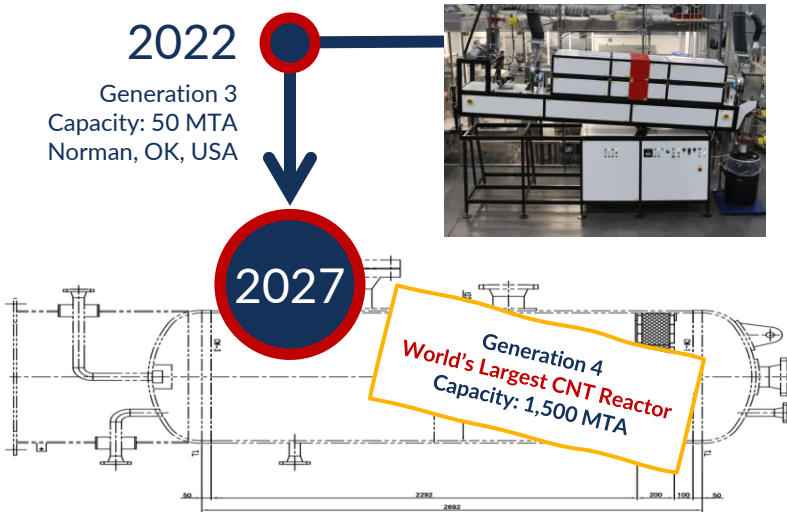 2022
Generation 3
Capacity: 50 MTA
Norman, OK, USA
2027
Generation 4
World's Largest CNT Reactor
Capacity: 1,500 MTA
50
2292
200
100
50
2692